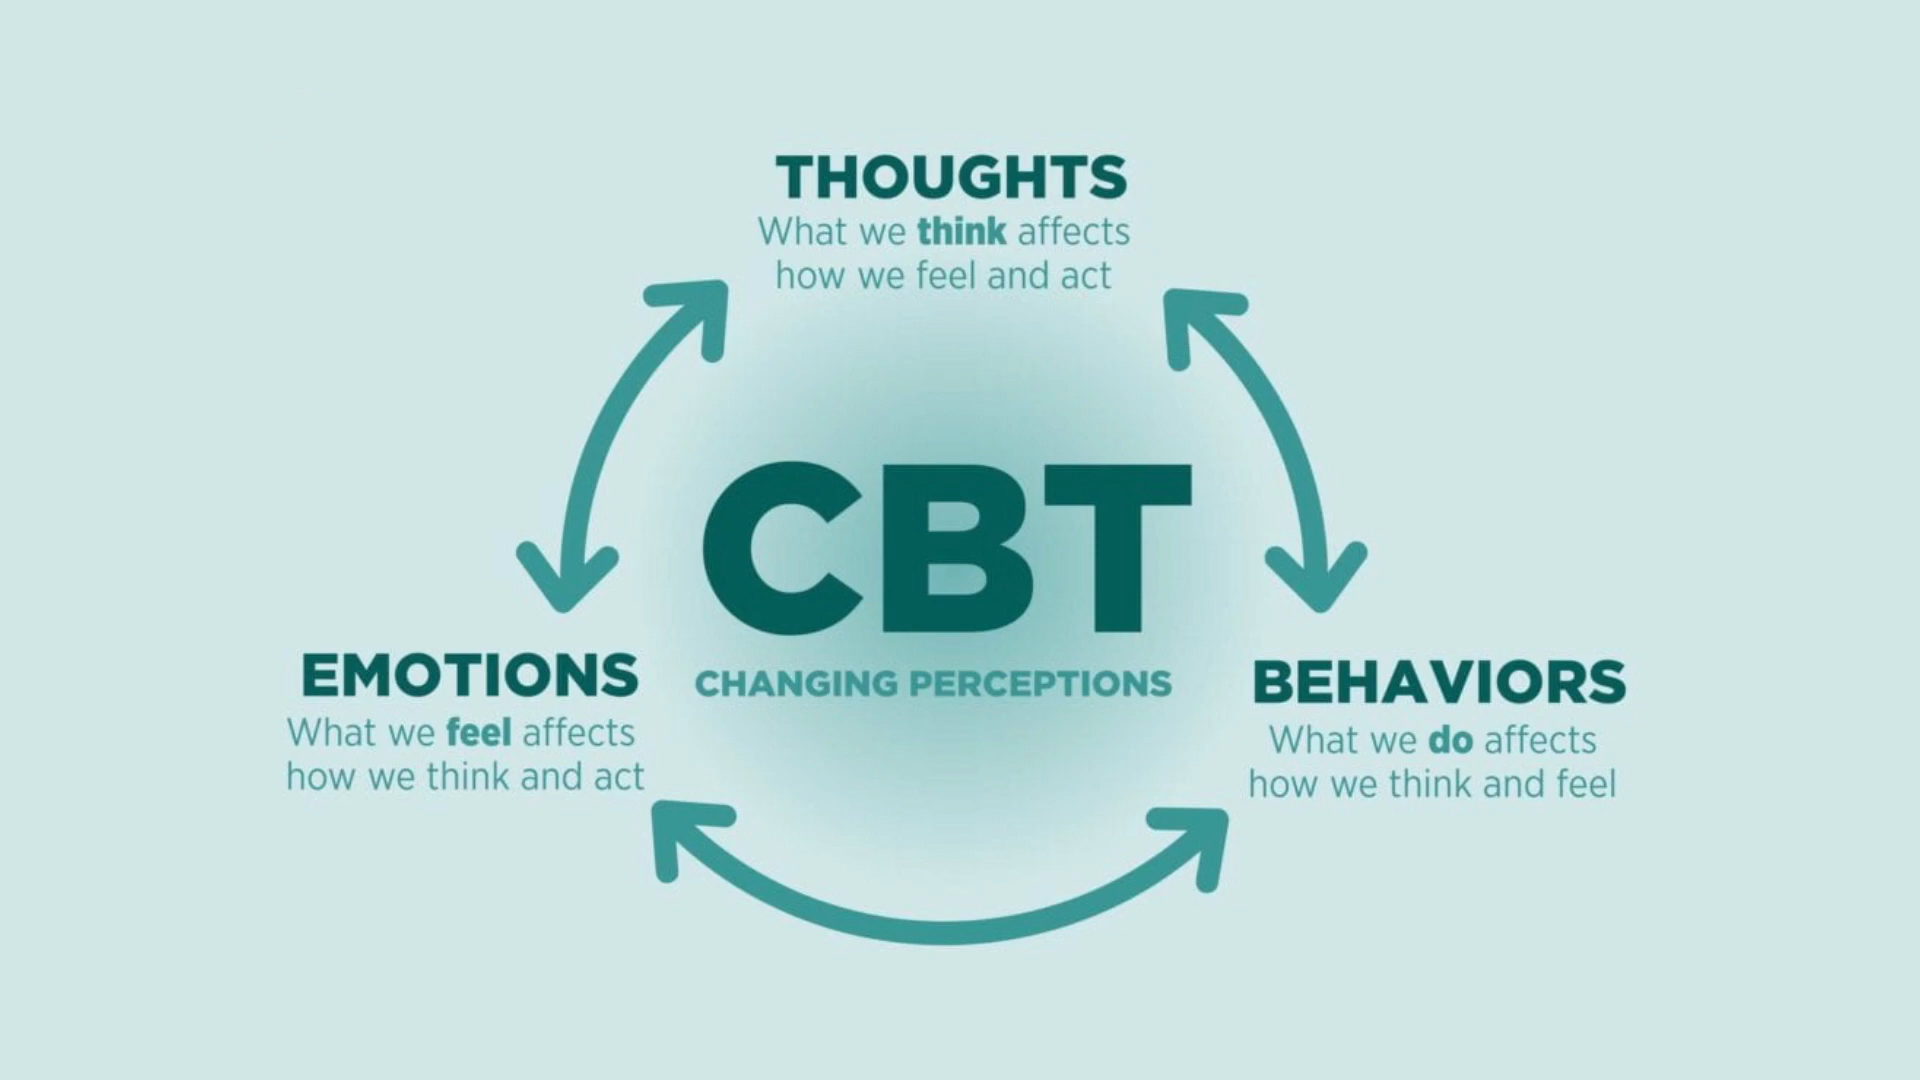 THOUGHTS
What we think affects
how we feel and act
CBT
CHANGING PERCEPTIONS
EMOTIONS
What we feel affects
how we think and act
BEHAVIORS
What we do affects
how we think and feel